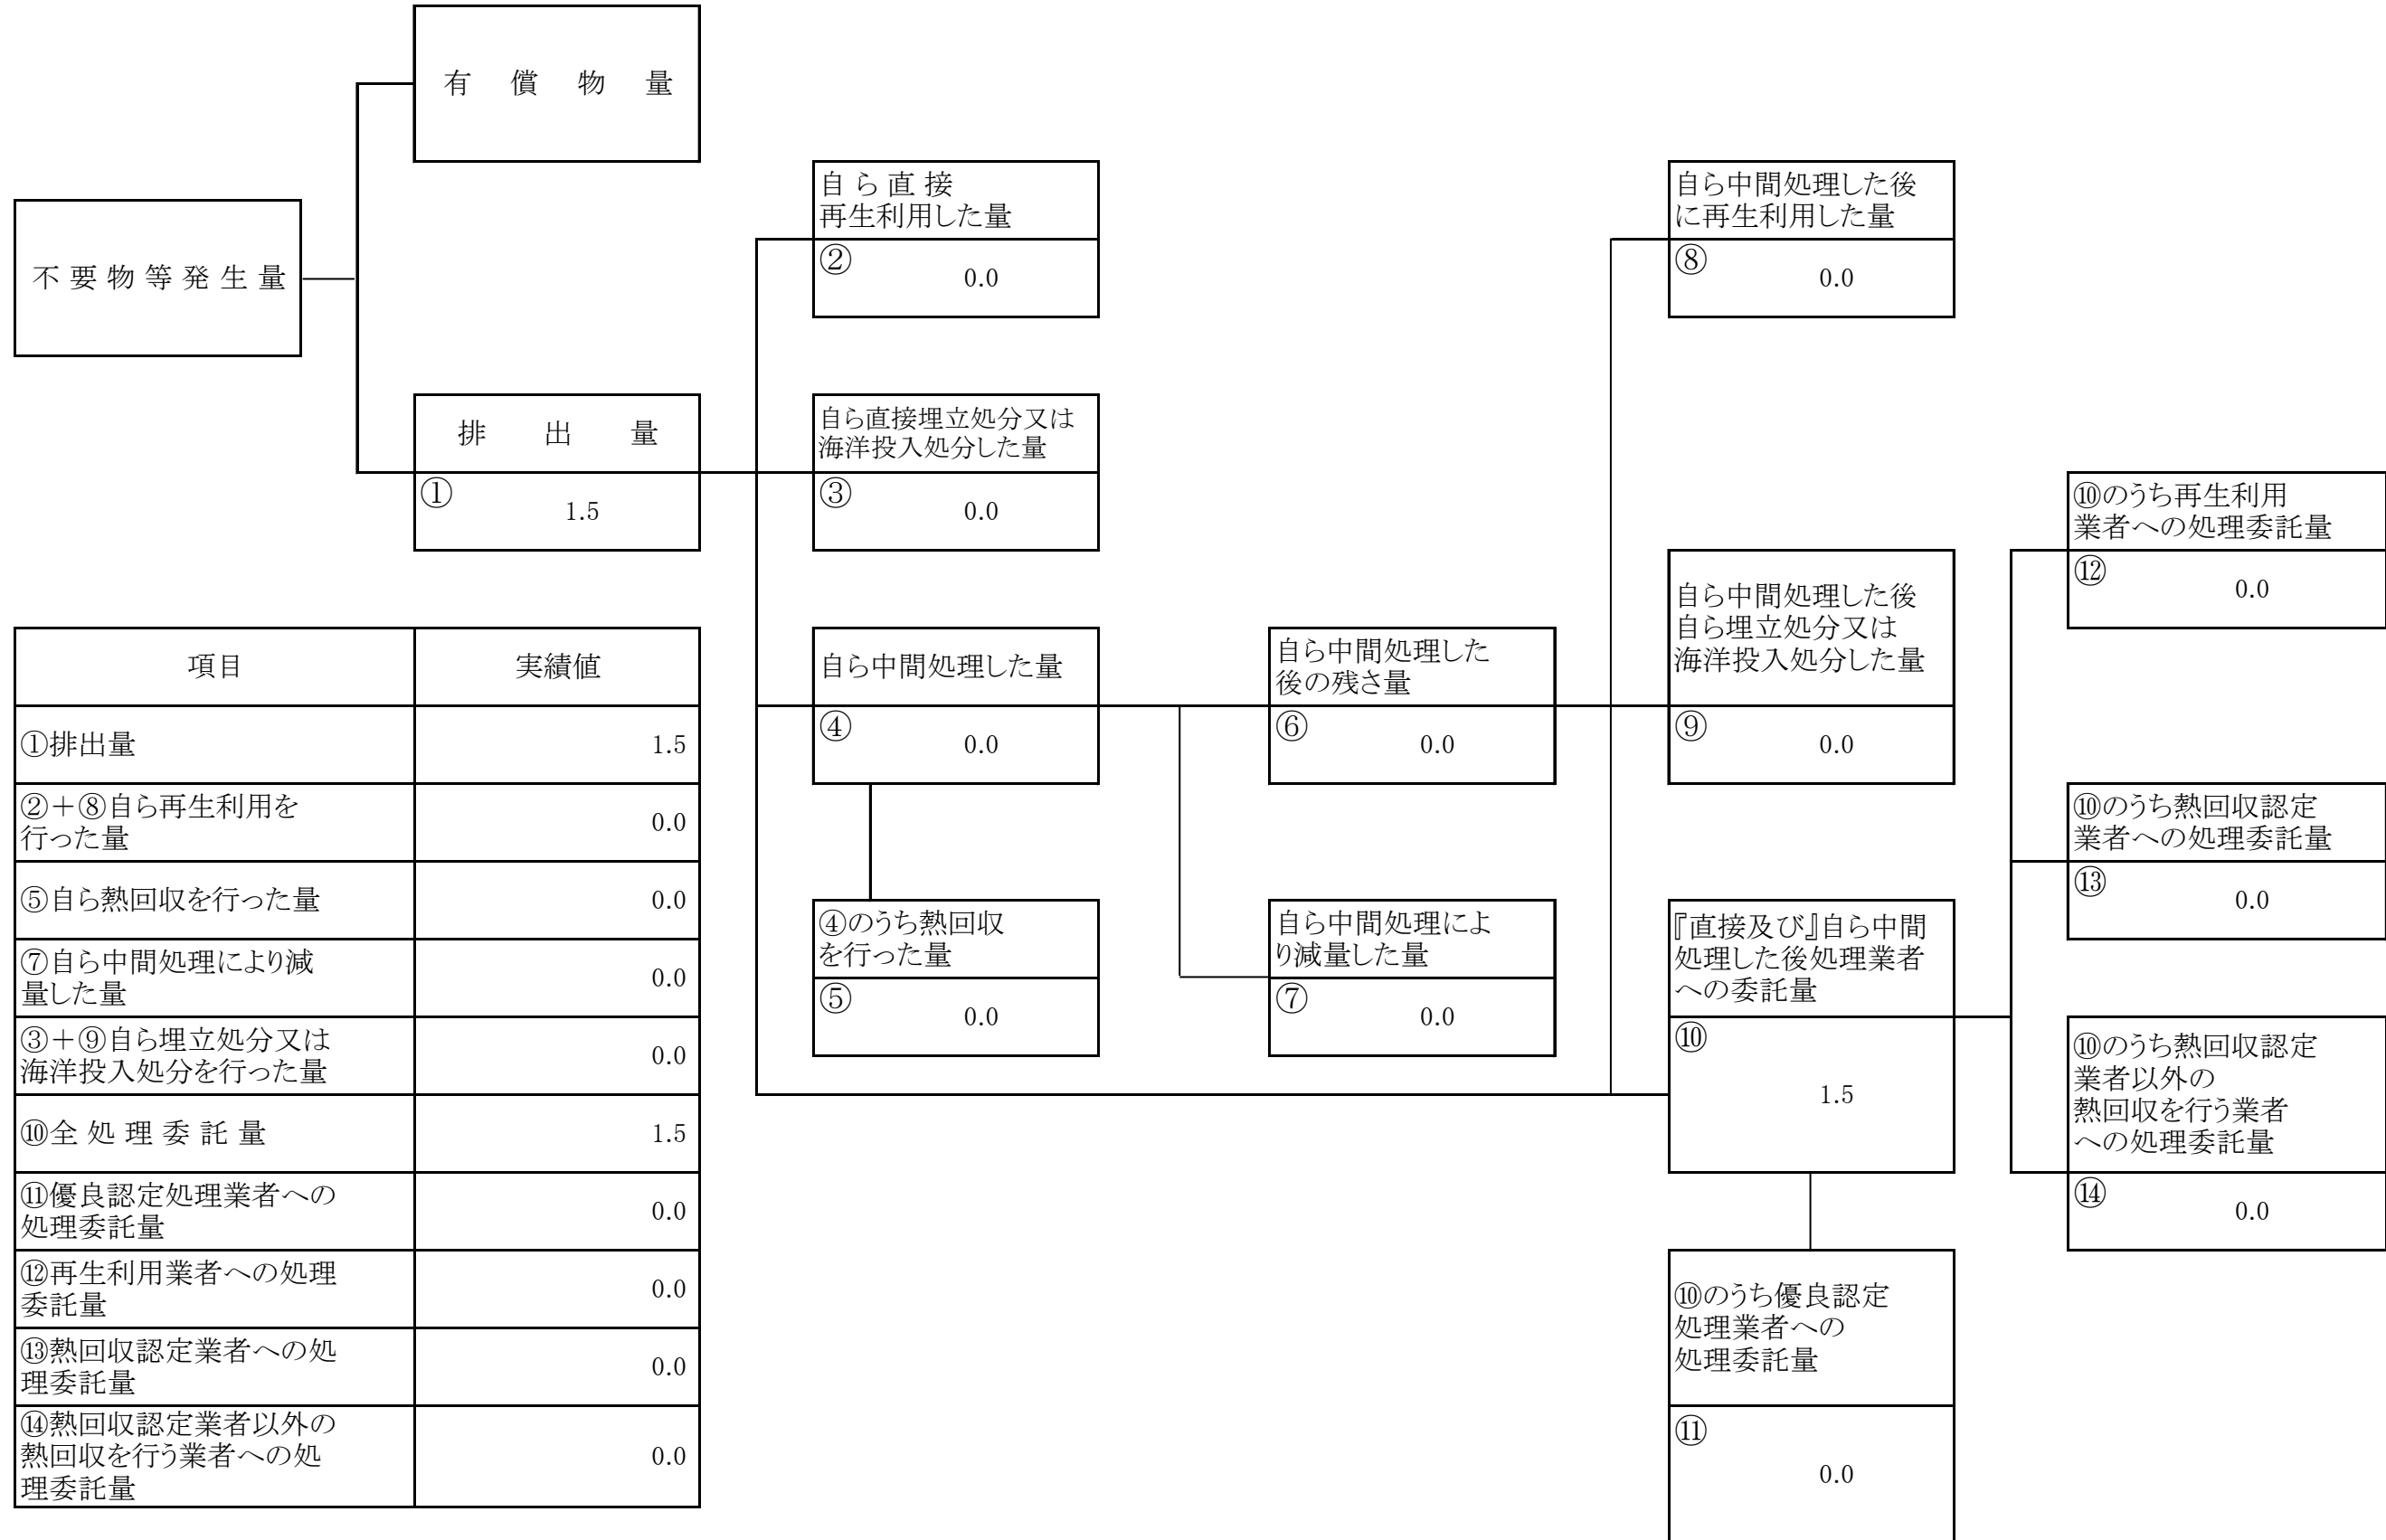 有償物量
不要物等発生量
排出量
①
1.5
自ら直接
再生利用した量
②
0.0
自ら直接埋立処分又は
海洋投入処分した量
③
0.0
自ら中間処理した量
④
0.0
④のうち熱回収
を行った量
⑤
0.0
自ら中間処理した
後の残さ量
⑥
0.0
自ら中間処理によ
り減量した量
⑦
0.0
自ら中間処理した後
に再生利用した量
⑧
0.0
自ら中間処理した後
自ら埋立処分又は
海洋投入処分した量
⑨
0.0
『直接及び』自ら中間
処理した後処理業者
への委託量
⑩
1.5
⑩のうち優良認定
処理業者への
処理委託量
⑪
0.0
⑩のうち再生利用
業者への処理委託量
⑫
0.0
⑩のうち熱回収認定
業者への処理委託量
⑬
0.0
⑩のうち熱回収認定
業者以外の
熱回収を行う業者
への処理委託量
⑭
0.0
項目 実績値
①排出量 1.5
②＋⑧自ら再生利用を
行った量 0.0
⑤自ら熱回収を行った量 0.0
⑦自ら中間処理により減
量した量 0.0
③＋⑨自ら埋立処分又は
海洋投入処分を行った量 0.0
⑩全処理委託量 1.5
⑪優良認定処理業者への
処理委託量 0.0
⑫再生利用業者への処理
委託量 0.0
⑬熱回収認定業者への処
理委託量 0.0
⑭熱回収認定業者以外の
熱回収を行う業者への処
理委託量 0.0